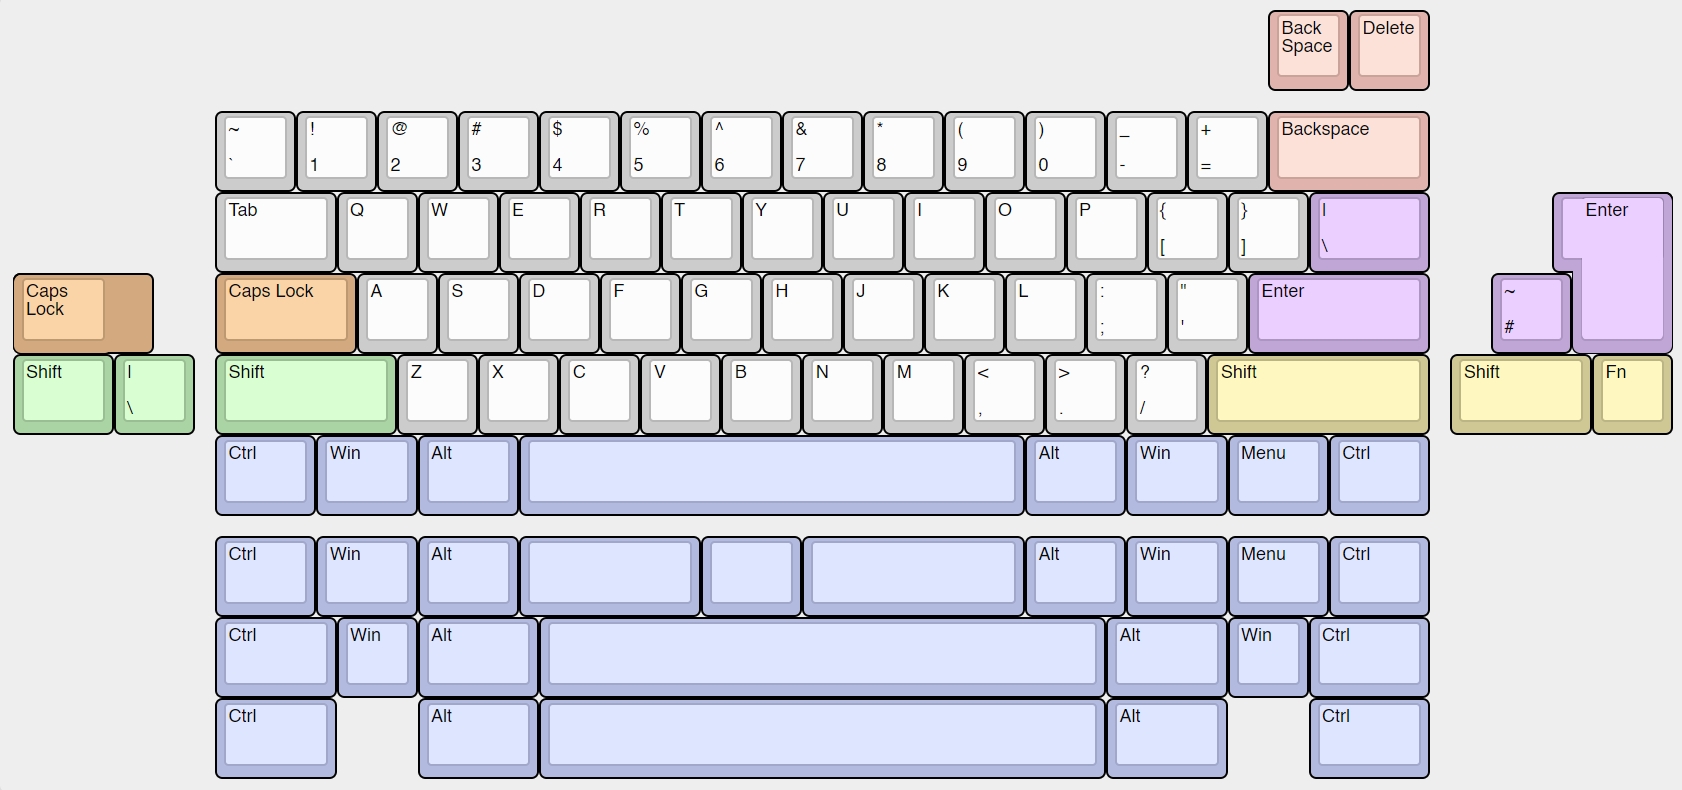 Back Space Delete
~ ! @ # $ % ^ & * ( ) _ + Backspace
` 1 2 3 4 5 6 7 8 9 0 - =
Tab Q W E R T Y U I O P { } | Enter
[ ] \
Caps Lock Caps Lock A S D F G H J K L : " Enter ~
; ' #
Shift | Shift Z X C V B N M < > ? Shift Shift Fn
\ , . /
Ctrl Win Alt Alt Win Menu Ctrl
Ctrl Win Alt Alt Win Menu Ctrl
Ctrl Win Alt Alt Win Ctrl
Ctrl Alt Alt Ctrl